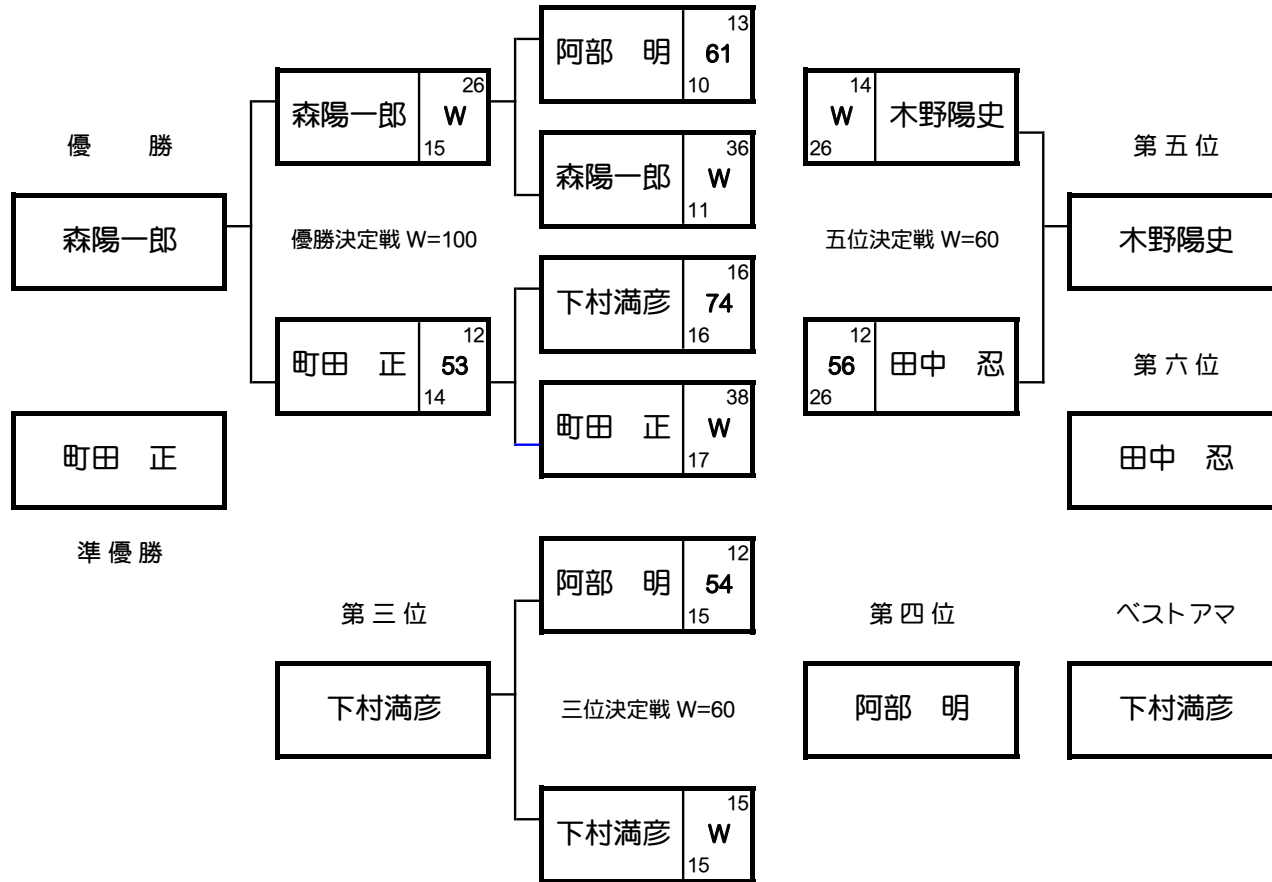 優　勝
森陽一郎
町田　正
準優勝
森陽一郎
26
W
15
優勝決定戦 W=100
町田　正
12
53
14
阿部　明
13
61
10
森陽一郎
36
W
11
下村満彦
16
74
16
町田　正
38
W
17
14
W
26
木野陽史
五位決定戦 W=60
12
56
26
田中　忍
第五位
木野陽史
第六位
田中　忍
第三位
下村満彦
阿部　明
12
54
15
三位決定戦 W=60
下村満彦
15
W
15
第四位
阿部　明
ベストアマ
下村満彦